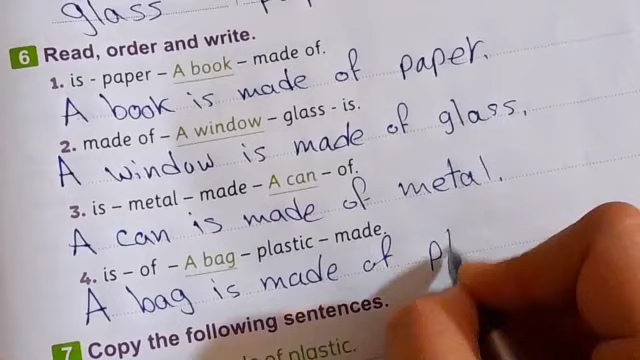 glass
6 Read, order and write.
1. is - paper – A book – made of.
A book is made of paper.
2. made of – A window – glass - is.
A window is made of glass.
3. is – metal – made – A can – of.
A can is made of metal.
4. is – of – A bag – plastic – made.
A bag is made of pl
7 Copy the following sentences.
of plastic.